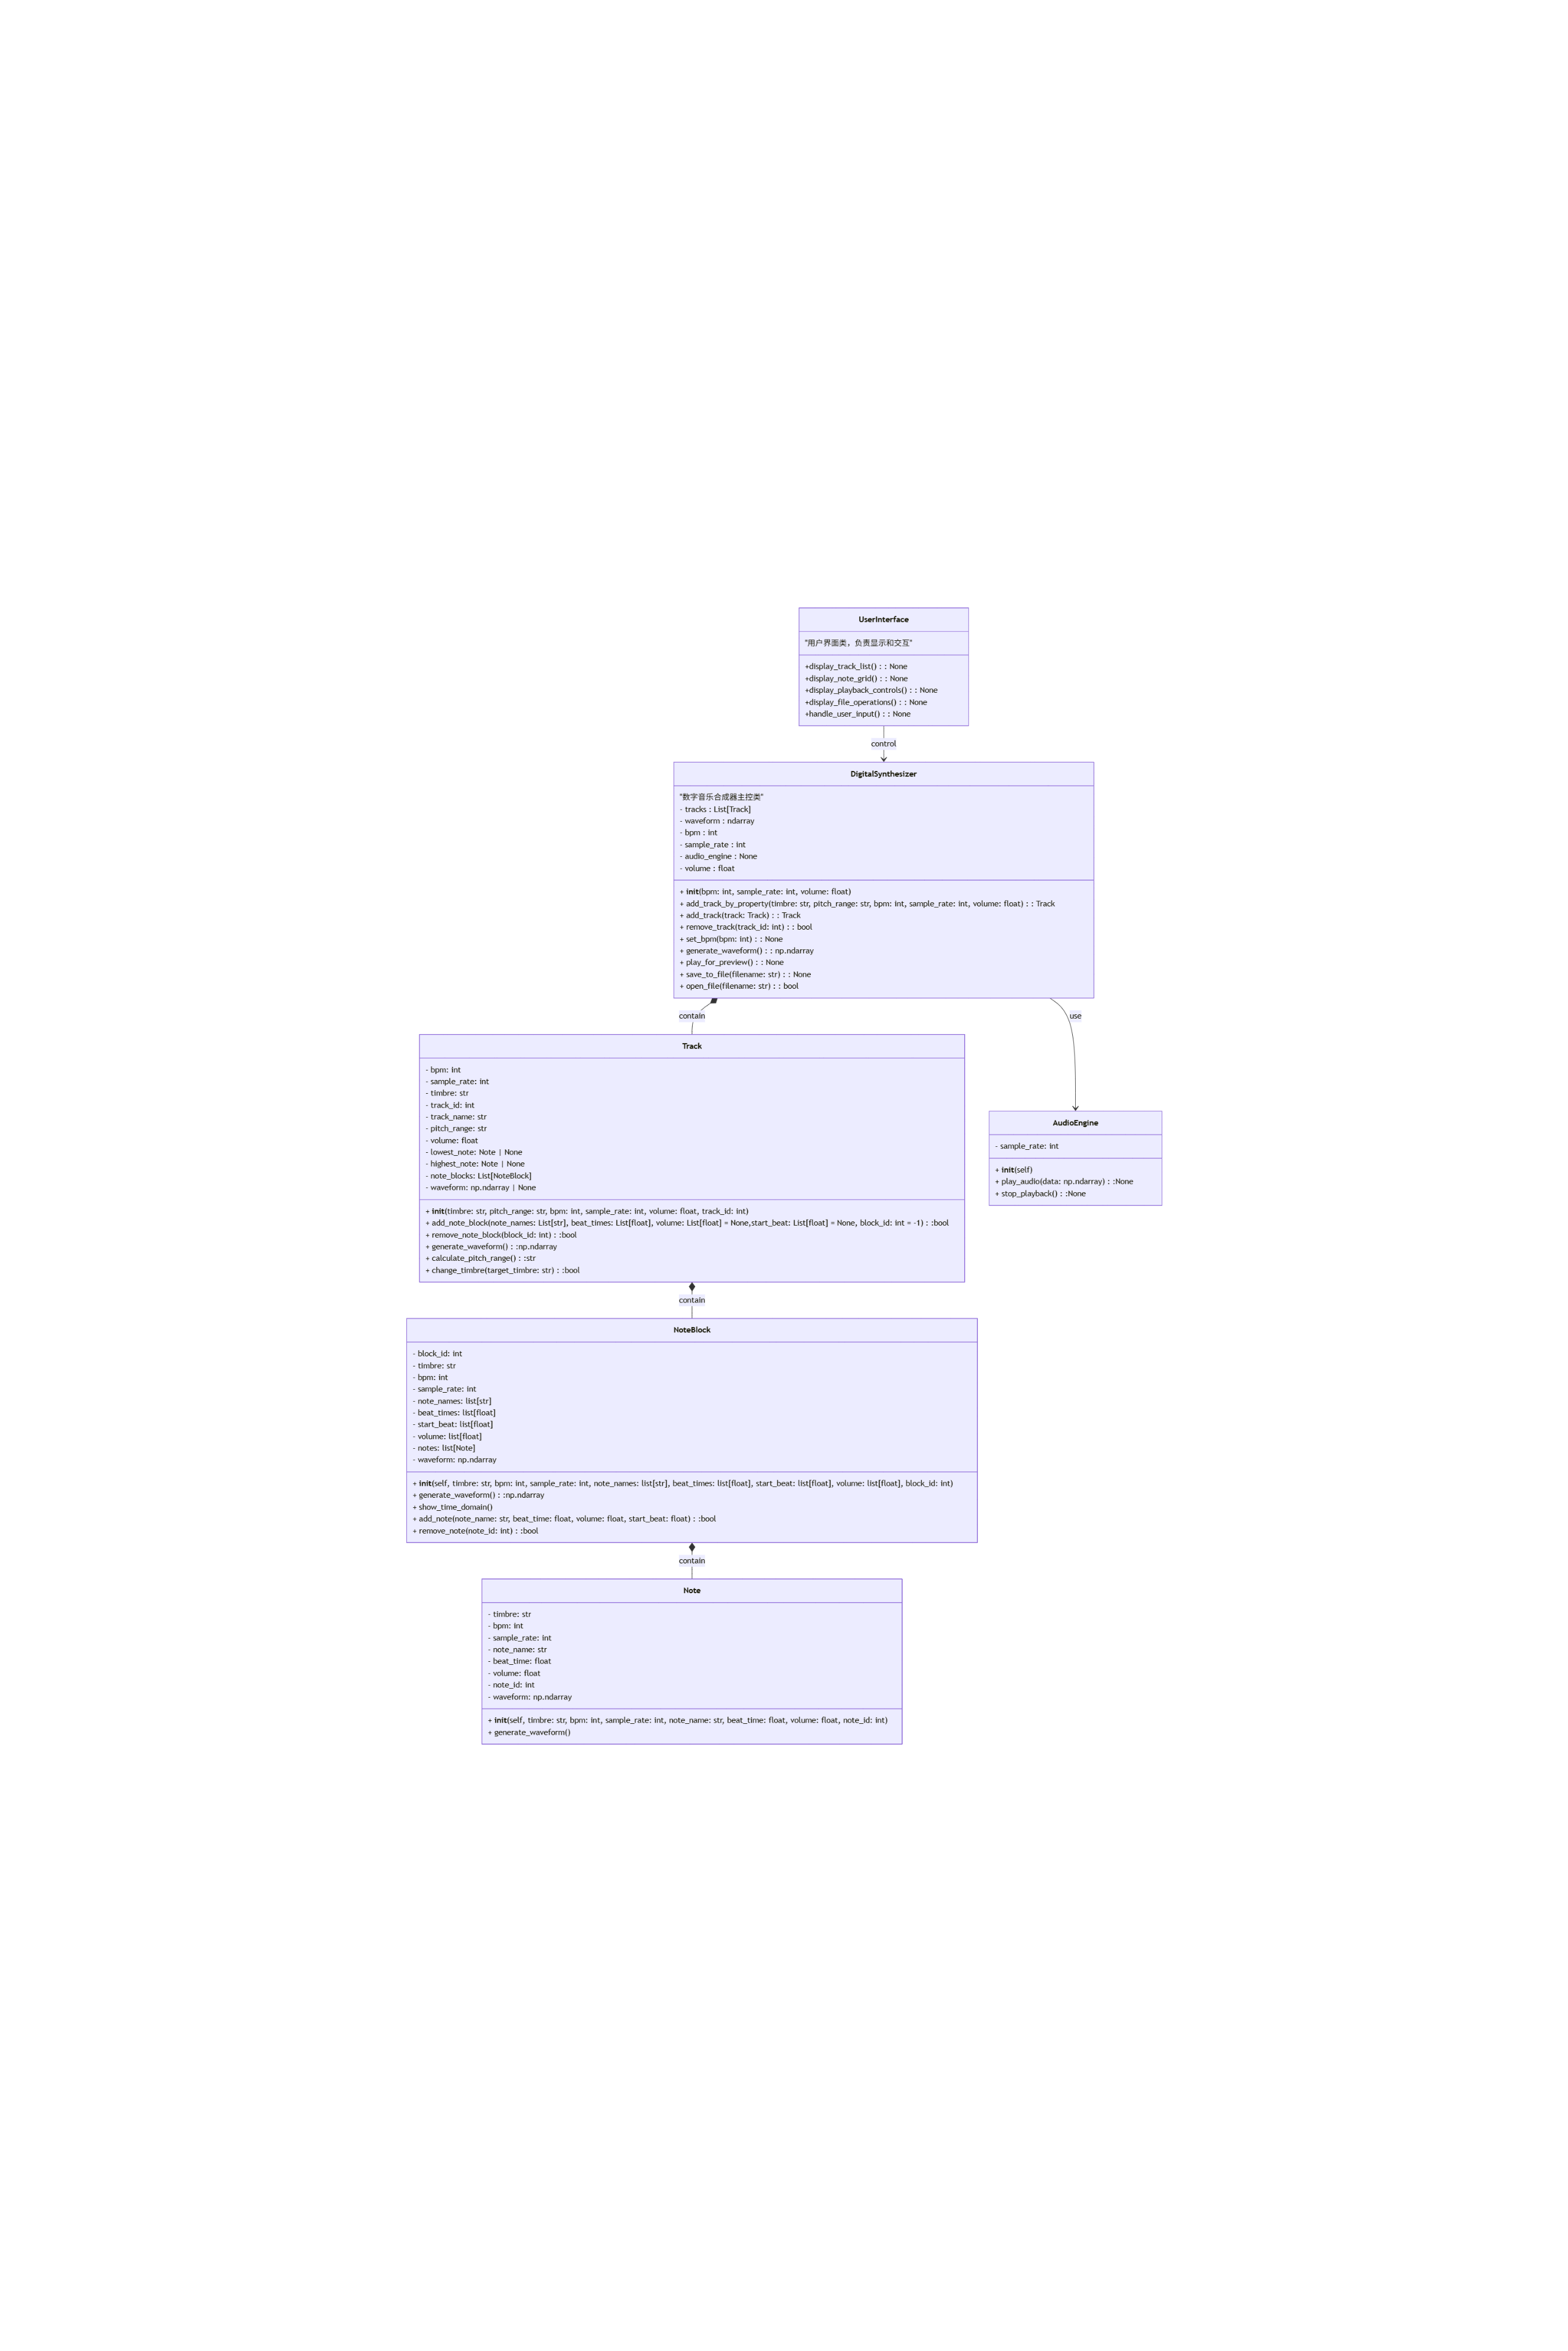 UserInterface
"用户界面类，负责显示和交互"
+display_track_list() : : None
+display_note_grid() : : None
+display_playback_controls() : : None
+display_file_operations() : : None
+handle_user_input() : : None
control
DigitalSynthesizer
"数字音乐合成器主控类"
- tracks : List[Track]
- waveform : ndarray
- bpm : int
- sample_rate : int
- audio_engine : None
- volume : float
+ init(bpm: int, sample_rate: int, volume: float)
+ add_track_by_property(timbre: str, pitch_range: str, bpm: Int, sample_rate: Int, volume: float) : : Track
+ add_track(track: Track) : : Track
+ remove_track(track_id: int) : : bool
+ set_bpm(bpm: int) : : None
+ generate_waveform() : : np.ndarray
+ play_for_preview() : : None
+ save_to_file(filename: str) : : None
+ open_file(filename: str) : : bool
contain
use
Track
- bpm: int
- sample_rate: int
- timbre: str
- track_id: int
- track_name: str
- pitch_range: str
- volume: float
- lowest_note: Note | None
- highest_note: Note | None
- note_blocks: List[NoteBlock]
- waveform: np.ndarray | None
+ init(timbre: str, pitch_range: str, bpm: int, sample_rate: int, volume: float, track_id: int)
+ add_note_block(note_names: List[str], beat_times: List[float], volume: List[float] = None,start_beat: List[float] = None, block_id: int = -1) : :bool
+ remove_note_block(block_id: int) : :bool
+ generate_waveform() : :np.ndarray
+ calculate_pitch_range() : :str
+ change_timbre(target_timbre: str) : :bool
AudioEngine
- sample_rate: int
+ init(self)
+ play_audio(data: np.ndarray) : :None
+ stop_playback() : :None
contain
NoteBlock
- block_id: int
- timbre: str
- bpm: int
- sample_rate: int
- note_names: list[str]
- beat_times: list[float]
- start_beat: list[float]
- volume: list[float]
- notes: list[Note]
- waveform: np.ndarray
+ init(self, timbre: str, bpm: int, sample_rate: int, note_names: list[str], beat_times: list[float], start_beat: list[float], volume: list[float], block_id: int)
+ generate_waveform() : :np.ndarray
+ show_time_domain()
+ add_note(note_name: str, beat_time: float, volume: float, start_beat: float) : :bool
+ remove_note(note_id: int) : :bool
contain
Note
- timbre: str
- bpm: int
- sample_rate: int
- note_name: str
- beat_time: float
- volume: float
- note_id: int
- waveform: np.ndarray
+ init(self, timbre: str, bpm: int, sample_rate: int, note_name: str, beat_time: float, volume: float, note_id: int)
+ generate_waveform()